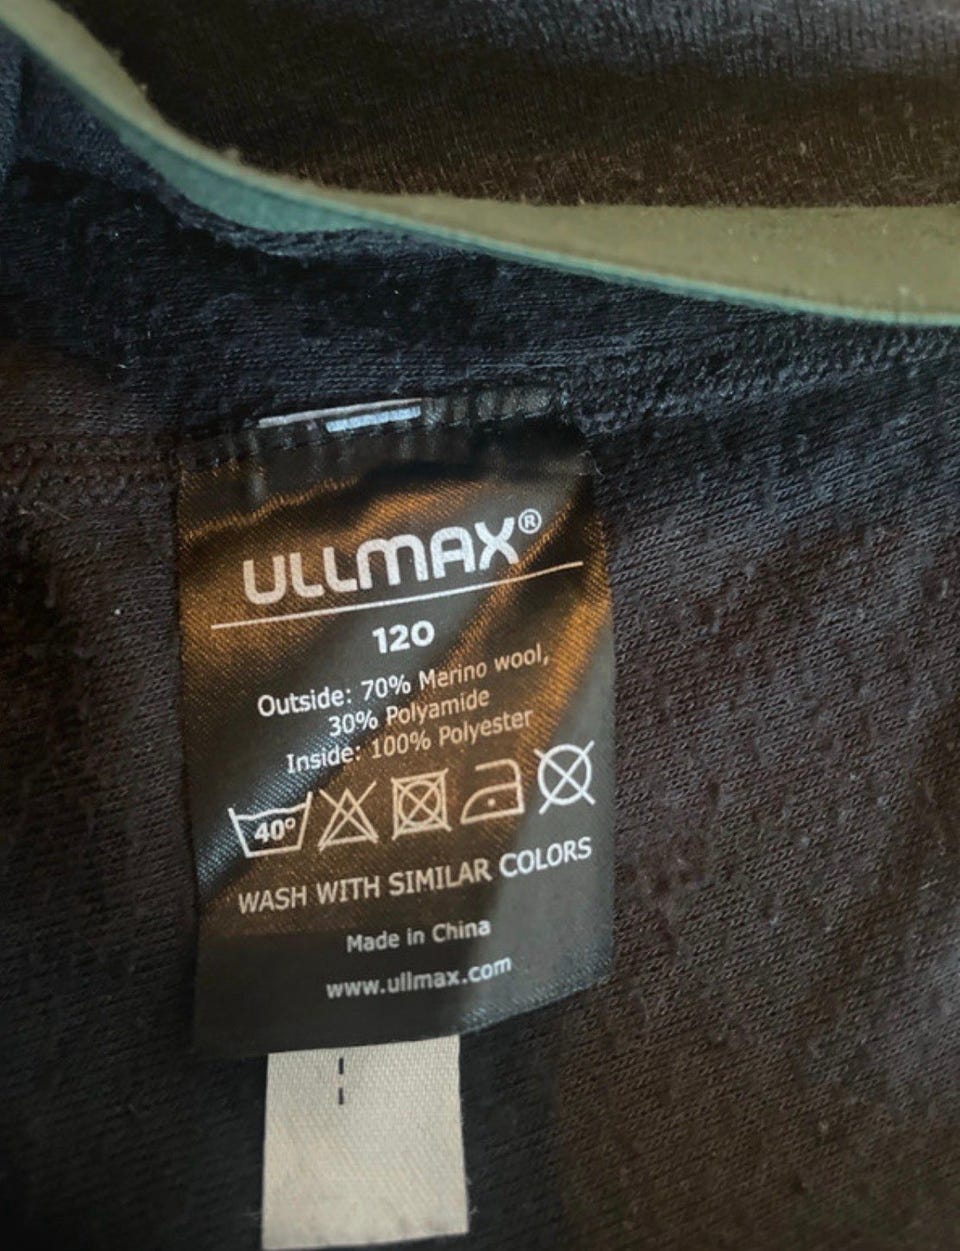 ULLMAX®
120
Outside: 70% Merino wool,
30% Polyamide
Inside: 100% Polyester
40°
WASH WITH SIMILAR COLORS
Made in China
www.ullmax.com